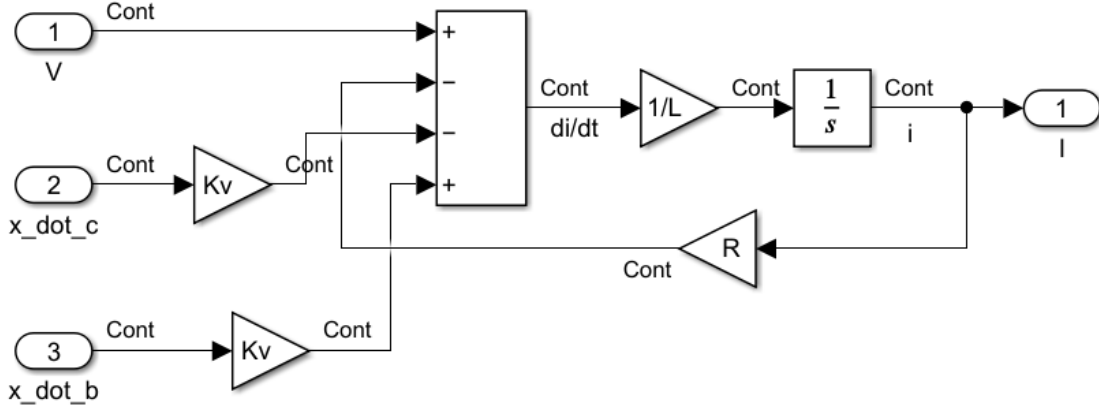 Cont
1
V
+
−
−
+
Cont
di/dt
1/L
Cont
1
s
Cont
i
1
I
Cont
2
x_dot_c
Kv
Cont
R
Cont
Cont
3
x_dot_b
Kv
Cont